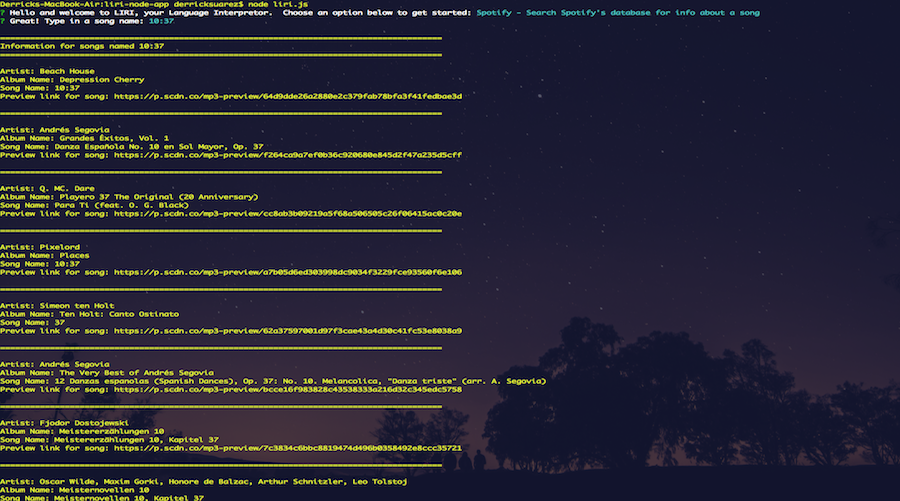 Derricks-MacBook-Air:liri-node-app derricksuarez$ node liri.js
? Hello and welcome to LIRI, your Language Interpretor.  Choose an option below to get started: Spotify - Search Spotify's database for info about a song
? Great! Type in a song name: 10:37
==========================================================================================
Information for songs named 10:37
==========================================================================================
Artist: Beach House
Album Name: Depression Cherry
Song Name: 10:37
Preview link for song: https://p.scdn.co/mp3-preview/64d9dde26a2880e2c379fab78bfa3f41fedbae3d
==========================================================================================
Artist: Andrés Segovia
Album Name: Grandes Éxitos, Vol. 1
Song Name: Danza Española No. 10 en Sol Mayor, Op. 37
Preview link for song: https://p.scdn.co/mp3-preview/f264ca9a7ef0b36c920680e845d2f47a235d5cff
==========================================================================================
Artist: Q. MC. Dare
Album Name: Playero 37 The Original (20 Anniversary)
Song Name: Para Ti (feat. O. G. Black)
Preview link for song: https://p.scdn.co/mp3-preview/cc8ab3b09219a5f68a506505c26f06415ac0c20e
==========================================================================================
Artist: Pixelord
Album Name: Places
Song Name: 10:37
Preview link for song: https://p.scdn.co/mp3-preview/a7b05d6ed303998dc9034f3229fce93560f6e106
==========================================================================================
Artist: Simeon ten Holt
Album Name: Ten Holt: Canto Ostinato
Song Name: 37
Preview link for song: https://p.scdn.co/mp3-preview/62a37597001d97f3cae43a4d30c41fc53e8038a9
==========================================================================================
Artist: Andrés Segovia
Album Name: The Very Best of Andrés Segovia
Song Name: 12 Danzas espanolas (Spanish Dances), Op. 37: No. 10. Melancolica, "Danza triste" (arr. A. Segovia)
Preview link for song: https://p.scdn.co/mp3-preview/bcce16f983828c43538333a216d32c345edc5758
==========================================================================================
Artist: Fjodor Dostojewski
Album Name: Meistererzählungen 10
Song Name: Meistererzählungen 10, Kapitel 37
Preview link for song: https://p.scdn.co/mp3-preview/7c3834c6bbc8819474d496b0358492e8ccc35721
==========================================================================================
Artist: Oscar Wilde, Maxim Gorki, Honore de Balzac, Arthur Schnitzler, Leo Tolstoj
Album Name: Meisternovellen 10
Song Name: Meisternovellen 10, Kapitel 37